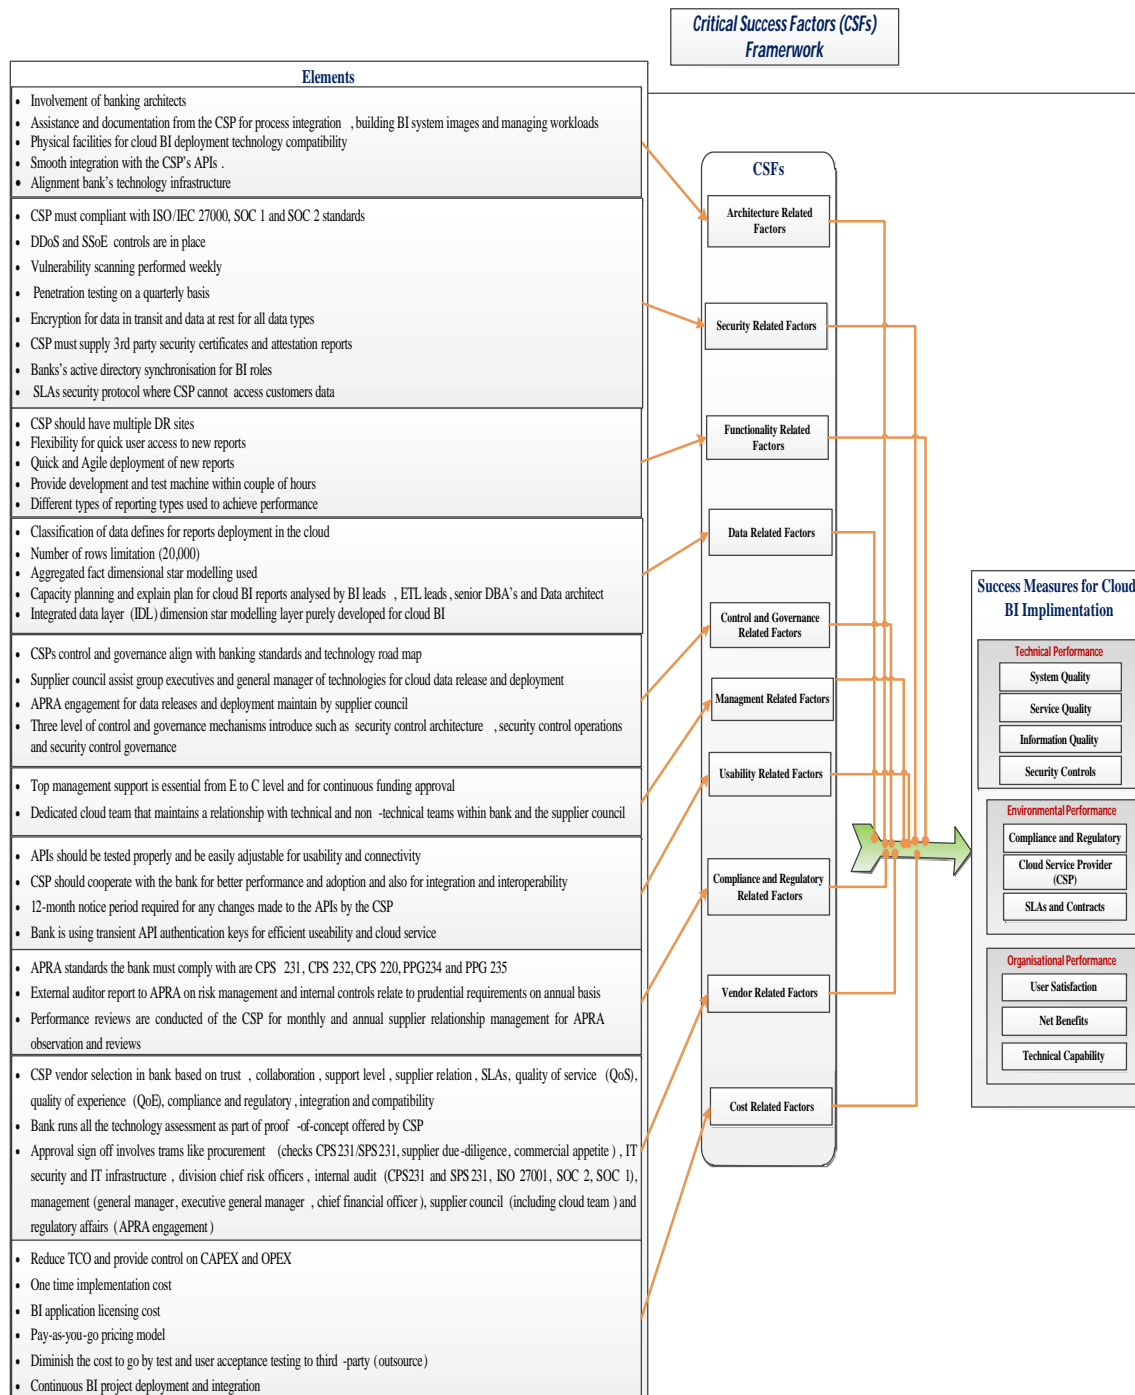 Critical Success Factors (CSFs)
Framerwork
Elements
• Involvement of banking architects
• Assistance and documentation from the CSP for process integration , building BI system images and managing workloads
• Physical facilities for cloud BI deployment technology compatibility
• Smooth integration with the CSP's APIs .
• Alignment bank's technology infrastructure
• CSP must compliant with ISO/IEC 27000, SOC 1 and SOC 2 standards
• DDoS and SSoE controls are in place
• Vulnerability scanning performed weekly
• Penetration testing on a quarterly basis
• Encryption for data in transit and data at rest for all data types
• CSP must supply 3rd party security certificates and attestation reports
• Banks's active directory synchronisation for BI roles
• SLAs security protocol where CSP cannot access customers data
• CSP should have multiple DR sites
• Flexibility for quick user access to new reports
• Quick and Agile deployment of new reports
• Provide development and test machine within couple of hours
• Different types of reporting types used to achieve performance
• Classification of data defines for reports deployment in the cloud
• Number of rows limitation (20,000)
• Aggregated fact dimensional star modelling used
• Capacity planning and explain plan for cloud BI reports analysed by BI leads , ETL leads, senior DBA's and Data architect
• Integrated data layer (IDL) dimension star modelling layer purely developed for cloud BI
• CSPs control and governance align with banking standards and technology road map
• Supplier council assist group executives and general manager of technologies for cloud data release and deployment
• APRA engagement for data releases and deployment maintain by supplier council
• Three level of control and governance mechanisms introduce such as security control architecture , security control operations
and security control governance
• Top management support is essential from E to C level and for continuous funding approval
• Dedicated cloud team that maintains a relationship with technical and non -technical teams within bank and the supplier council
• APIs should be tested properly and be easily adjustable for usability and connectivity
• CSP should cooperate with the bank for better performance and adoption and also for integration and interoperability
• 12-month notice period required for any changes made to the APIs by the CSP
• Bank is using transient API authentication keys for efficient useability and cloud service
• APRA standards the bank must comply with are CPS 231, CPS 232, CPS 220, PPG234 and PPG 235
• External auditor report to APRA on risk management and internal controls relate to prudential requirements on annual basis
• Performance reviews are conducted of the CSP for monthly and annual supplier relationship management for APRA
observation and reviews
• CSP vendor selection in bank based on trust , collaboration , support level , supplier relation , SLAs, quality of service (QoS),
quality of experience (QoE), compliance and regulatory , integration and compatibility
• Bank runs all the technology assessment as part of proof -of-concept offered by CSP
• Approval sign off involves trams like procurement (checks CPS231/SPS231, supplier due-diligence, commercial appetite ) , IT
security and IT infrastructure , division chief risk officers , internal audit (CPS231 and SPS231, ISO 27001, SOC 2, SOC 1),
management (general manager, executive general manager , chief financial officer ), supplier council (including cloud team ) and
regulatory affairs (APRA engagement )
• Reduce TCO and provide control on CAPEX and OPEX
• One time implementation cost
• BI application licensing cost
• Pay-as-you-go pricing model
• Diminish the cost to go by test and user acceptance testing to third -party (outsource)
• Continuous BI project deployment and integration
CSFs
Architecture Related
Factors
Security Related Factors
Functionality Related
Factors
Data Related Factors
Control and Governance
Related Factors
Managment Related Factors
Usability Related Factors
Compliance and Regulatory
Related Factors
Vendor Related Factors
Cost Related Factors
Success Measures for Cloud
BI Implimentation
Technical Performance
System Quality
Service Quality
Information Quality
Security Controls
Environmental Performance
Compliance and Regulatory
Cloud Service Provider
(CSP)
SLAs and Contracts
Organisational Performance
User Satisfaction
Net Benefits
Technical Capability